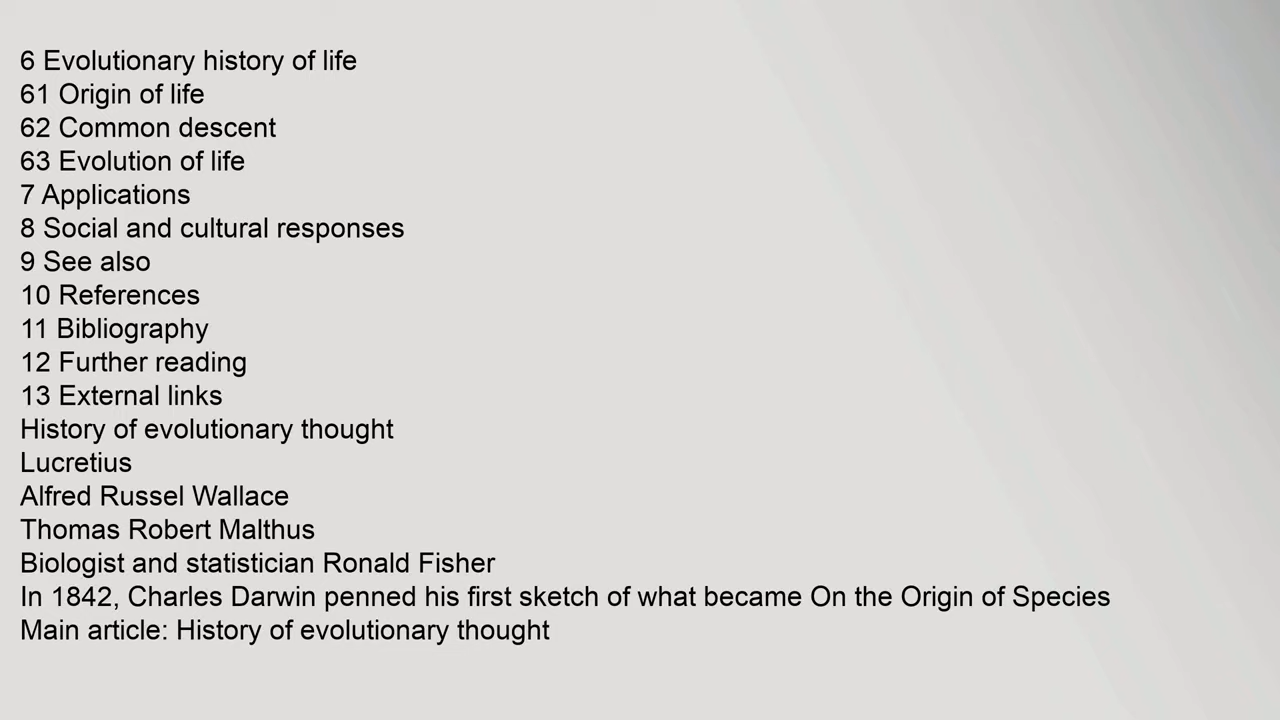 6 Evolutionary history of life
61 Origin of life
62 Common descent
63 Evolution of life
7 Applications
8 Social and cultural responses
9 See also
10 References
11 Bibliography
12 Further reading
13 External links
History of evolutionary thought
Lucretius
Alfred Russel Wallace
Thomas Robert Malthus
Biologist and statistician Ronald Fisher
In 1842, Charles Darwin penned his first sketch of what became On the Origin of Species
Main article: History of evolutionary thought